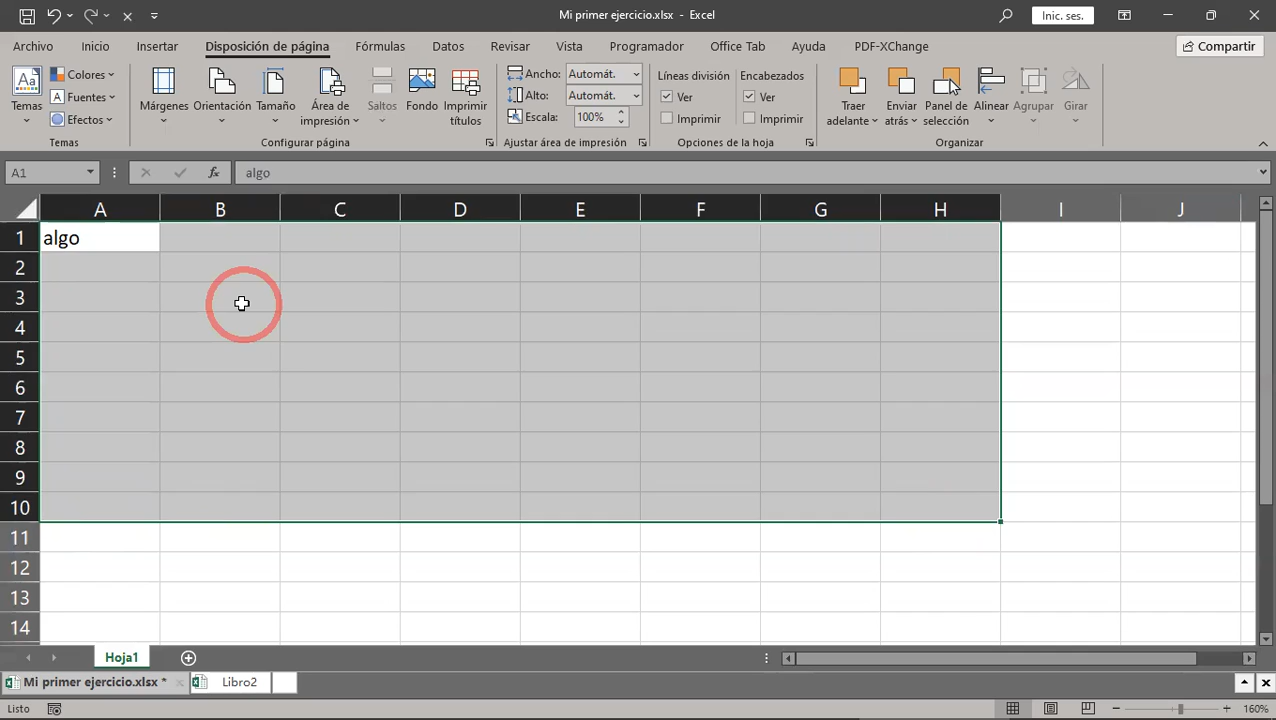 Mi primer ejercicio.xlsx - Excel
Inic. ses.
Archivo Inicio Insertar Disposición de página Fórmulas Datos Revisar Vista Programador Office Tab Ayuda PDF-XChange Compartir
Temas
Colores
Fuentes
Efectos
Temas
Márgenes
Orientación
Tamaño
Área de impresión
Saltos
Fondo
Imprimir títulos
Configurar página
Ancho: Automát.
Alto: Automát.
Escala: 100%
Ajustar área de impresión
Líneas división
Ver
Imprimir
Encabezados
Ver
Imprimir
Opciones de la hoja
Traer adelante
Enviar atrás
Panel de selección
Alinear
Agrupar
Girar
Organizar
A1 fx algo
A B C D E F G H I J
1 algo
2
3
4
5
6
7
8
9
10
11
12
13
14
Hoja1
Mi primer ejercicio.xlsx * Libro2
Listo 160%